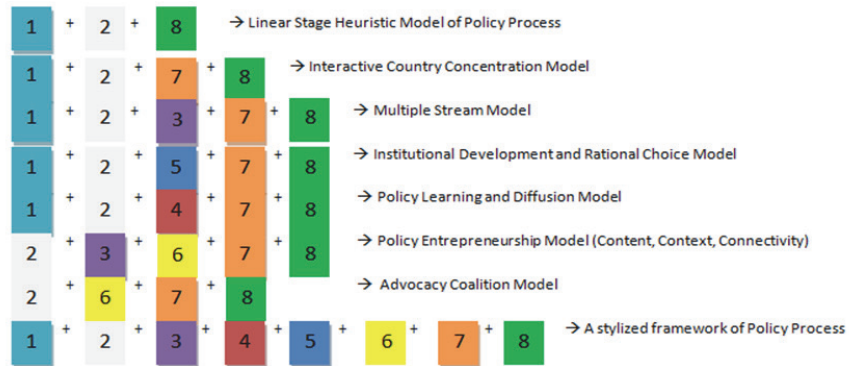 1 + 2 + 8 → Linear Stage Heuristic Model of Policy Process
1 + 2 + 7 + 8 → Interactive Country Concentration Model
1 + 2 + 3 + 7 + 8 → Multiple Stream Model
1 + 2 + 5 + 7 + 8 → Institutional Development and Rational Choice Model
1 + 2 + 4 + 7 + 8 → Policy Learning and Diffusion Model
2 + 3 + 6 + 7 + 8 → Policy Entrepreneurship Model (Content, Context, Connectivity)
2 + 6 + 7 + 8 → Advocacy Coalition Model
1 + 2 + 3 + 4 + 5 + 6 + 7 + 8 → A stylized framework of Policy Process